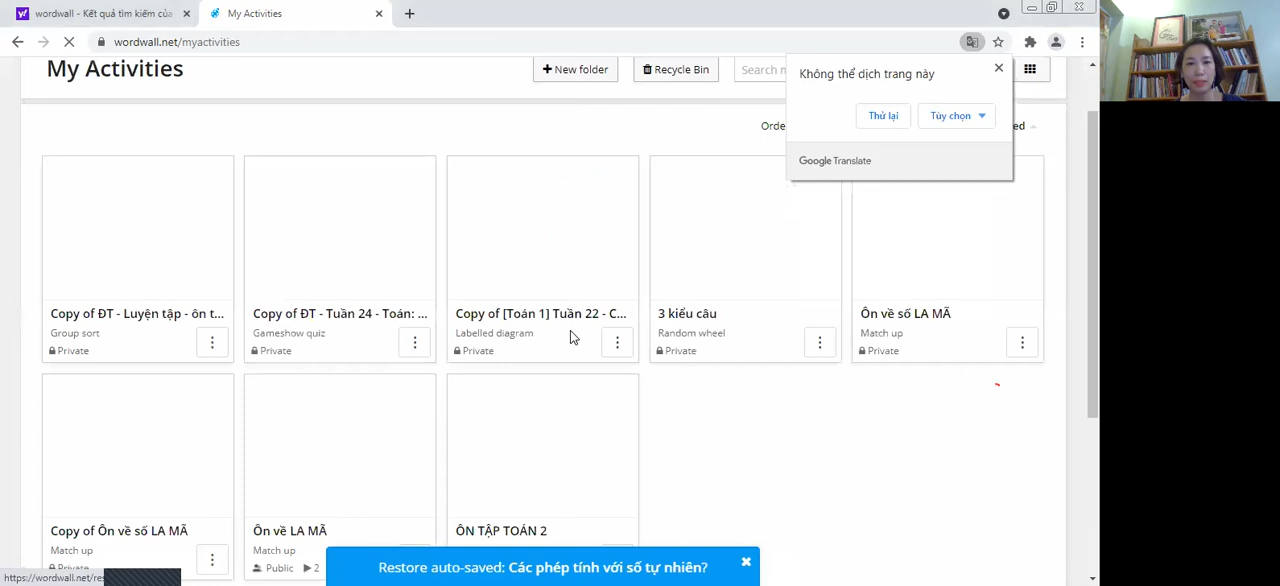 wordwall - Kết quả tìm kiếm củ
My Activities
wordwall.net/myactivities
My Activities
New folder
Recycle Bin
Search m
Không thể dịch trang này
Thử lại
Tùy chọn
Google Translate
Orde
ed
Copy of ĐT - Luyện tập - ôn t...
Group sort
Private
Copy of ĐT - Tuần 24 - Toán: ...
Gameshow quiz
Private
Copy of [Toán 1] Tuần 22 - C...
Labelled diagram
Private
3 kiểu câu
Random wheel
Private
Ôn về số LA MÃ
Match up
Private
Copy of Ôn về số LA MÃ
Match up
Private
Ôn về LA MÃ
Match up
Public 2
ÔN TẬP TOÁN 2
Restore auto-saved: Các phép tính với số tự nhiên?
https://wordwall.net/res